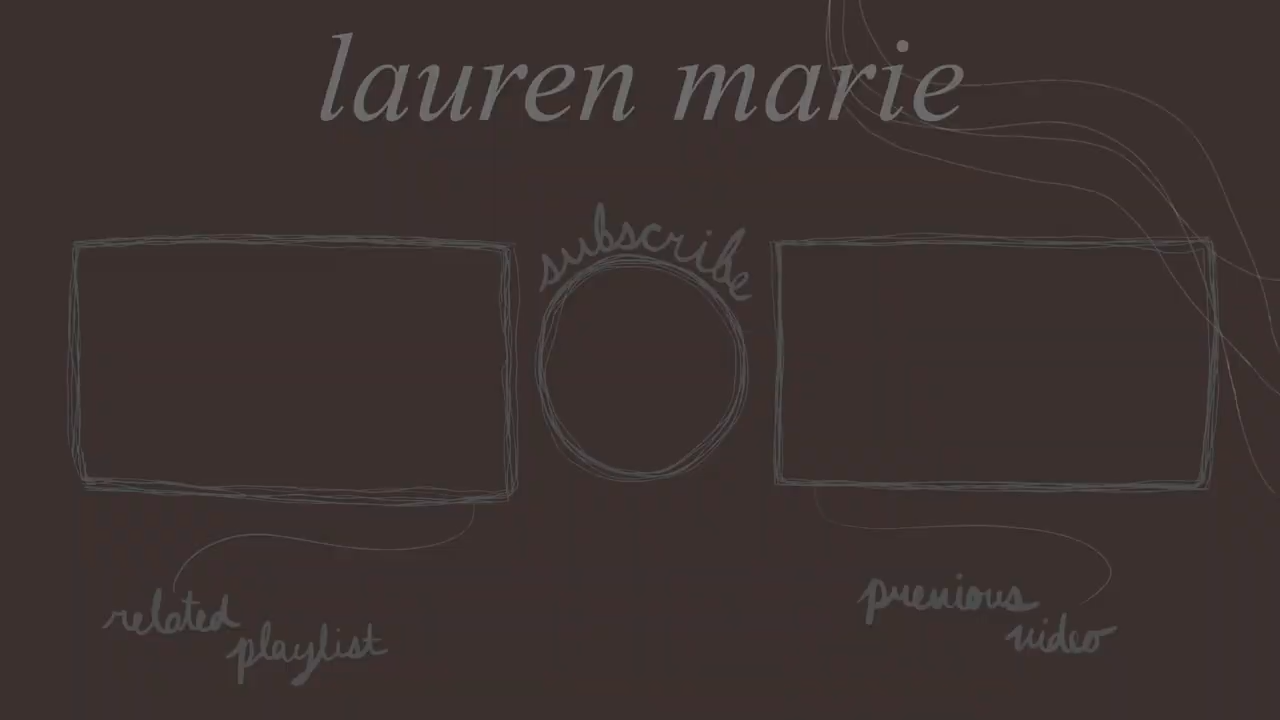 lauren marie
subscribe
related
playlist
previous
video